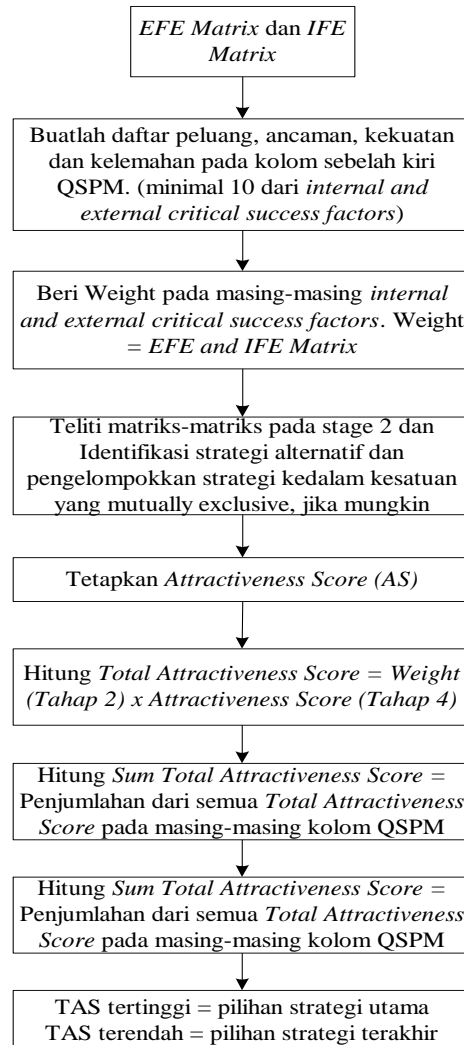 EFE Matrix dan IFE
Matrix
Buatlah daftar peluang, ancaman, kekuatan
dan kelemahan pada kolom sebelah kiri
QSPM. (minimal 10 dari internal and
external critical success factors)
Beri Weight pada masing-masing internal
and external critical success factors. Weight
= EFE and IFE Matrix
Teliti matriks-matriks pada stage 2 dan
Identifikasi strategi alternatif dan
pengelompokkan strategi kedalam kesatuan
yang mutually exclusive, jika mungkin
Tetapkan Attractiveness Score (AS)
Hitung Total Attractiveness Score = Weight
(Tahap 2) x Attractiveness Score (Tahap 4)
Hitung Sum Total Attractiveness Score =
Penjumlahan dari semua Total Attractiveness
Score pada masing-masing kolom QSPM
Hitung Sum Total Attractiveness Score =
Penjumlahan dari semua Total Attractiveness
Score pada masing-masing kolom QSPM
TAS tertinggi = pilihan strategi utama
TAS terendah = pilihan strategi terakhir